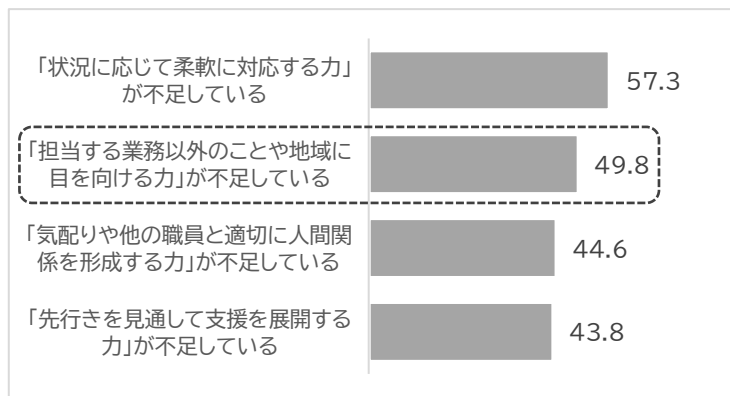 「状況に応じて柔軟に対応する力」
が不足している
57.3
「担当する業務以外のことや地域に
目を向ける力」が不足している
49.8
「気配りや他の職員と適切に人間関
係を形成する力」が不足している
44.6
「先行きを見通して支援を展開する
力」が不足している
43.8